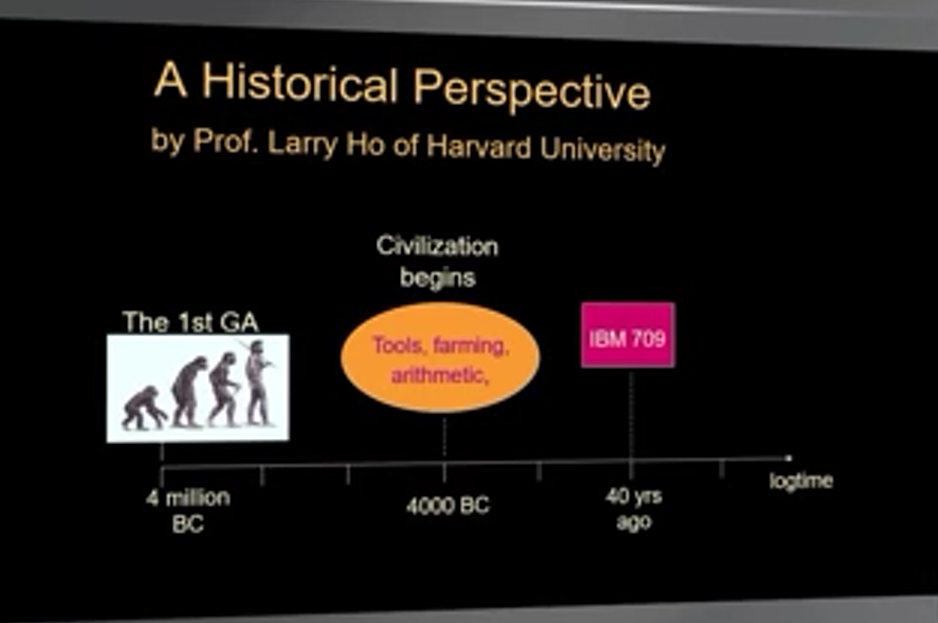 A Historical Perspective
by Prof. Larry Ho of Harvard University
Civilization
begins
The 1st GA
Tools, farming,
arithmetic,
IBM 709
logtime
4 million
BC
4000 BC
40 yrs
ago